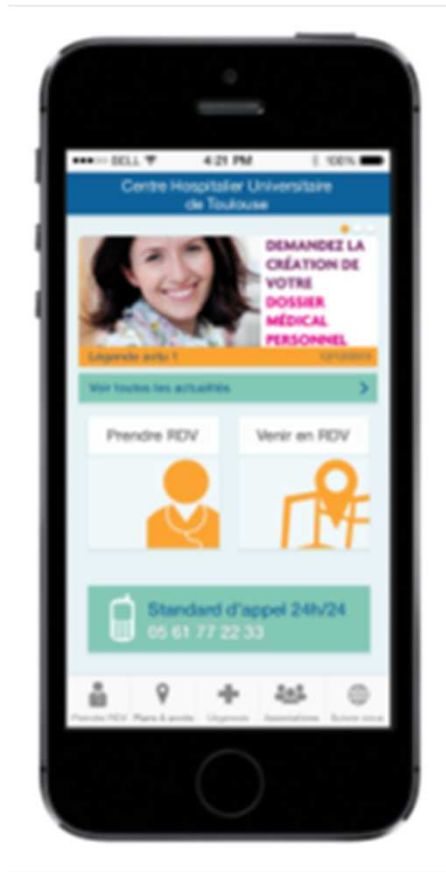 BELL 4:21 PM 100%
Centre Hospitalier Universitaire
de Toulouse
DEMANDEZ LA
CRÉATION DE
VOTRE
DOSSIER
MÉDICAL
PERSONNEL
Légende actu 1
Voir toutes les actualités
Prendre RDV Venir en RDV
Standard d'appel 24h/24
05 61 77 22 33
Prendre RDV Plans & accès Urgences Associations Suivez-nous